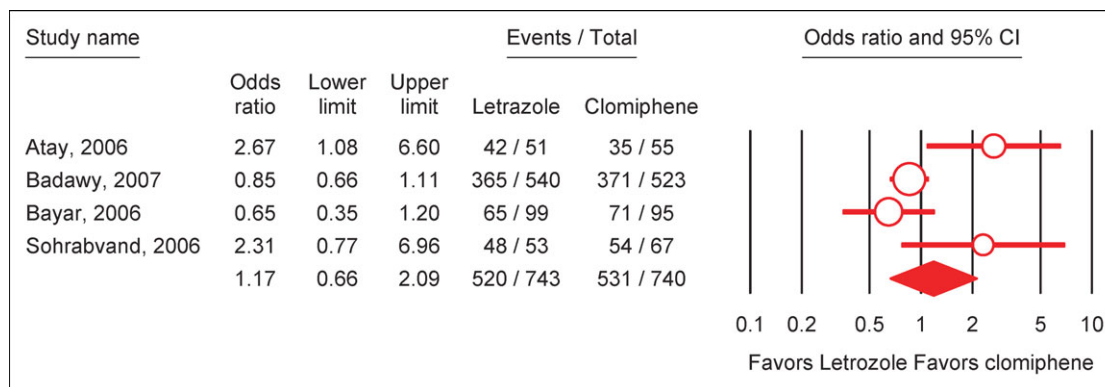 Study name Events / Total Odds ratio and 95% CI
Odds ratio Lower limit Upper limit Letrazole Clomiphene
Atay, 2006 2.67 1.08 6.60 42 / 51 35 / 55
Badawy, 2007 0.85 0.66 1.11 365 / 540 371 / 523
Bayar, 2006 0.65 0.35 1.20 65 / 99 71 / 95
Sohrabvand, 2006 2.31 0.77 6.96 48 / 53 54 / 67
1.17 0.66 2.09 520 / 743 531 / 740
0.1 0.2 0.5 1 2 5 10
Favors Letrozole Favors clomiphene